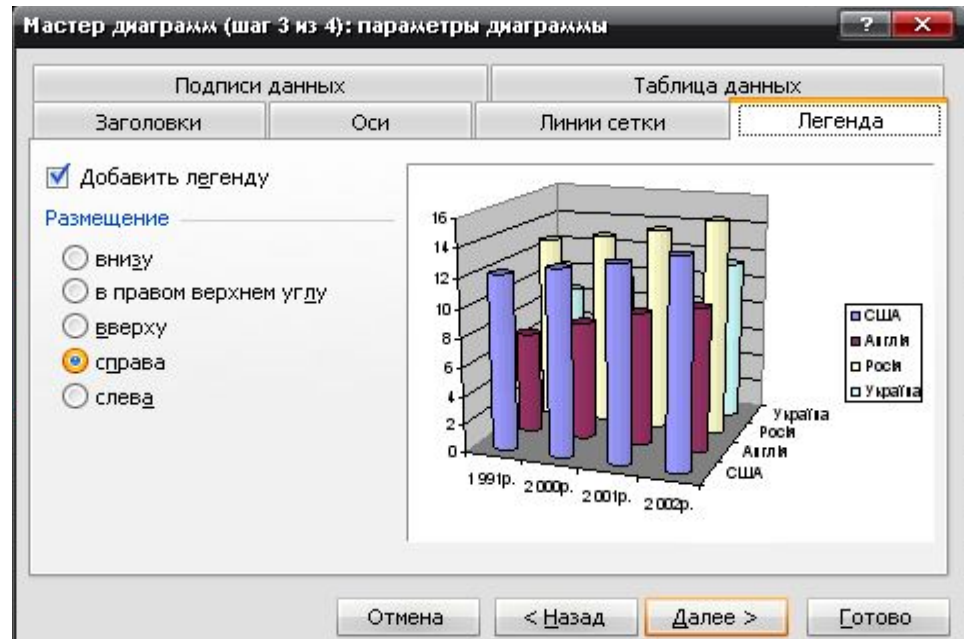 Мастер диаграмм (шаг 3 из 4): параметры диаграммы
Подписи данных
Таблица данных
Заголовки
Оси
Линии сетки
Легенда
Добавить легенду
Размещение
внизу
в правом верхнем углу
вверху
справа
слева
16
14
12
10
8
6
4
2
0
1991р.
2000р.
2001р.
2002р.
Україна
Росія
Англія
США
США
Англія
Росія
Україна
Отмена
< Назад
Далее >
Готово